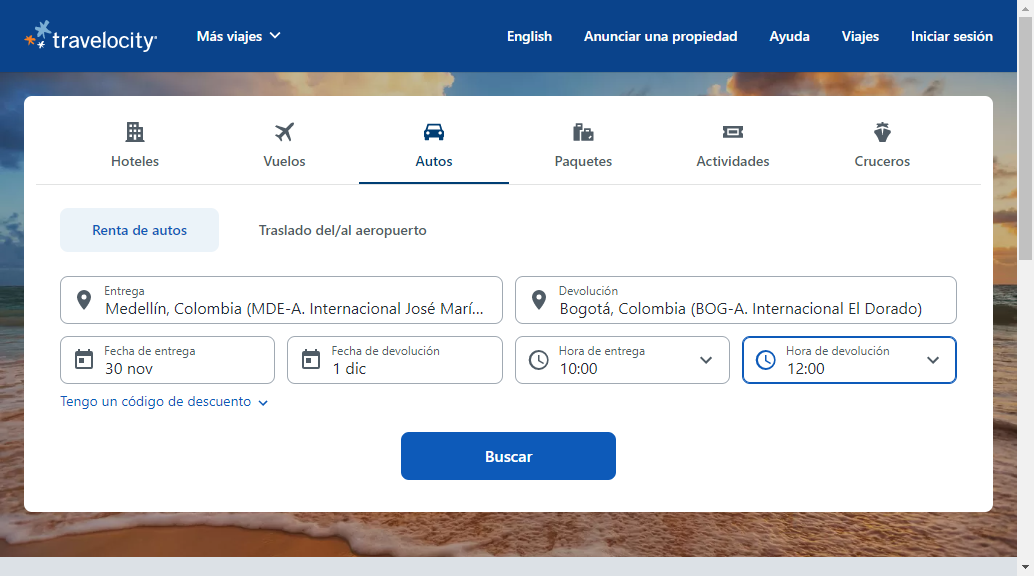 travelocity
Más viajes
English
Anunciar una propiedad
Ayuda
Viajes
Iniciar sesión
Hoteles
Vuelos
Autos
Paquetes
Actividades
Cruceros
Renta de autos
Traslado del/al aeropuerto
Entrega
Medellín, Colombia (MDE-A. Internacional José Marí...
Devolución
Bogotá, Colombia (BOG-A. Internacional El Dorado)
Fecha de entrega
30 nov
Fecha de devolución
1 dic
Hora de entrega
10:00
Hora de devolución
12:00
Tengo un código de descuento
Buscar